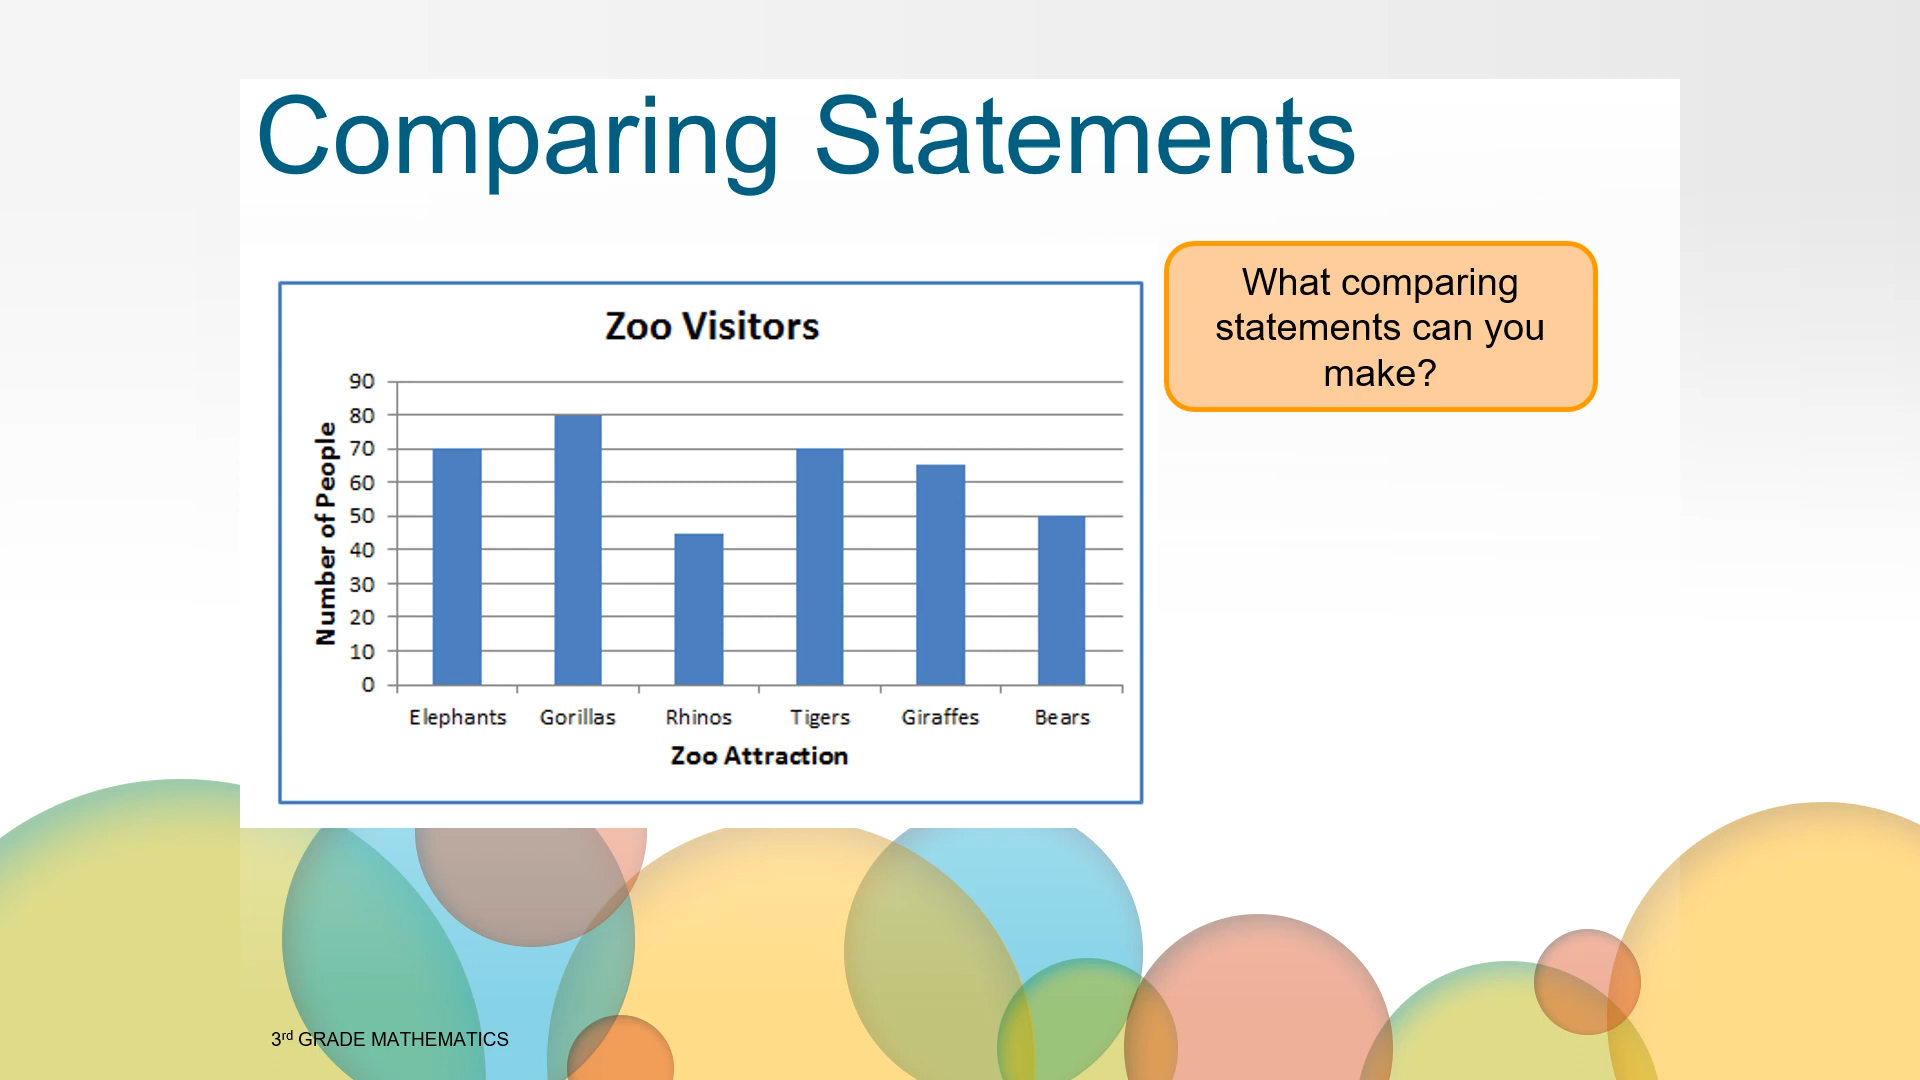 Comparing Statements
What comparing
statements can you
make?
Zoo Visitors
Number of People
90
80
70
60
50
40
30
20
10
0
Elephants Gorillas Rhinos Tigers Giraffes Bears
Zoo Attraction
3rd GRADE MATHEMATICS